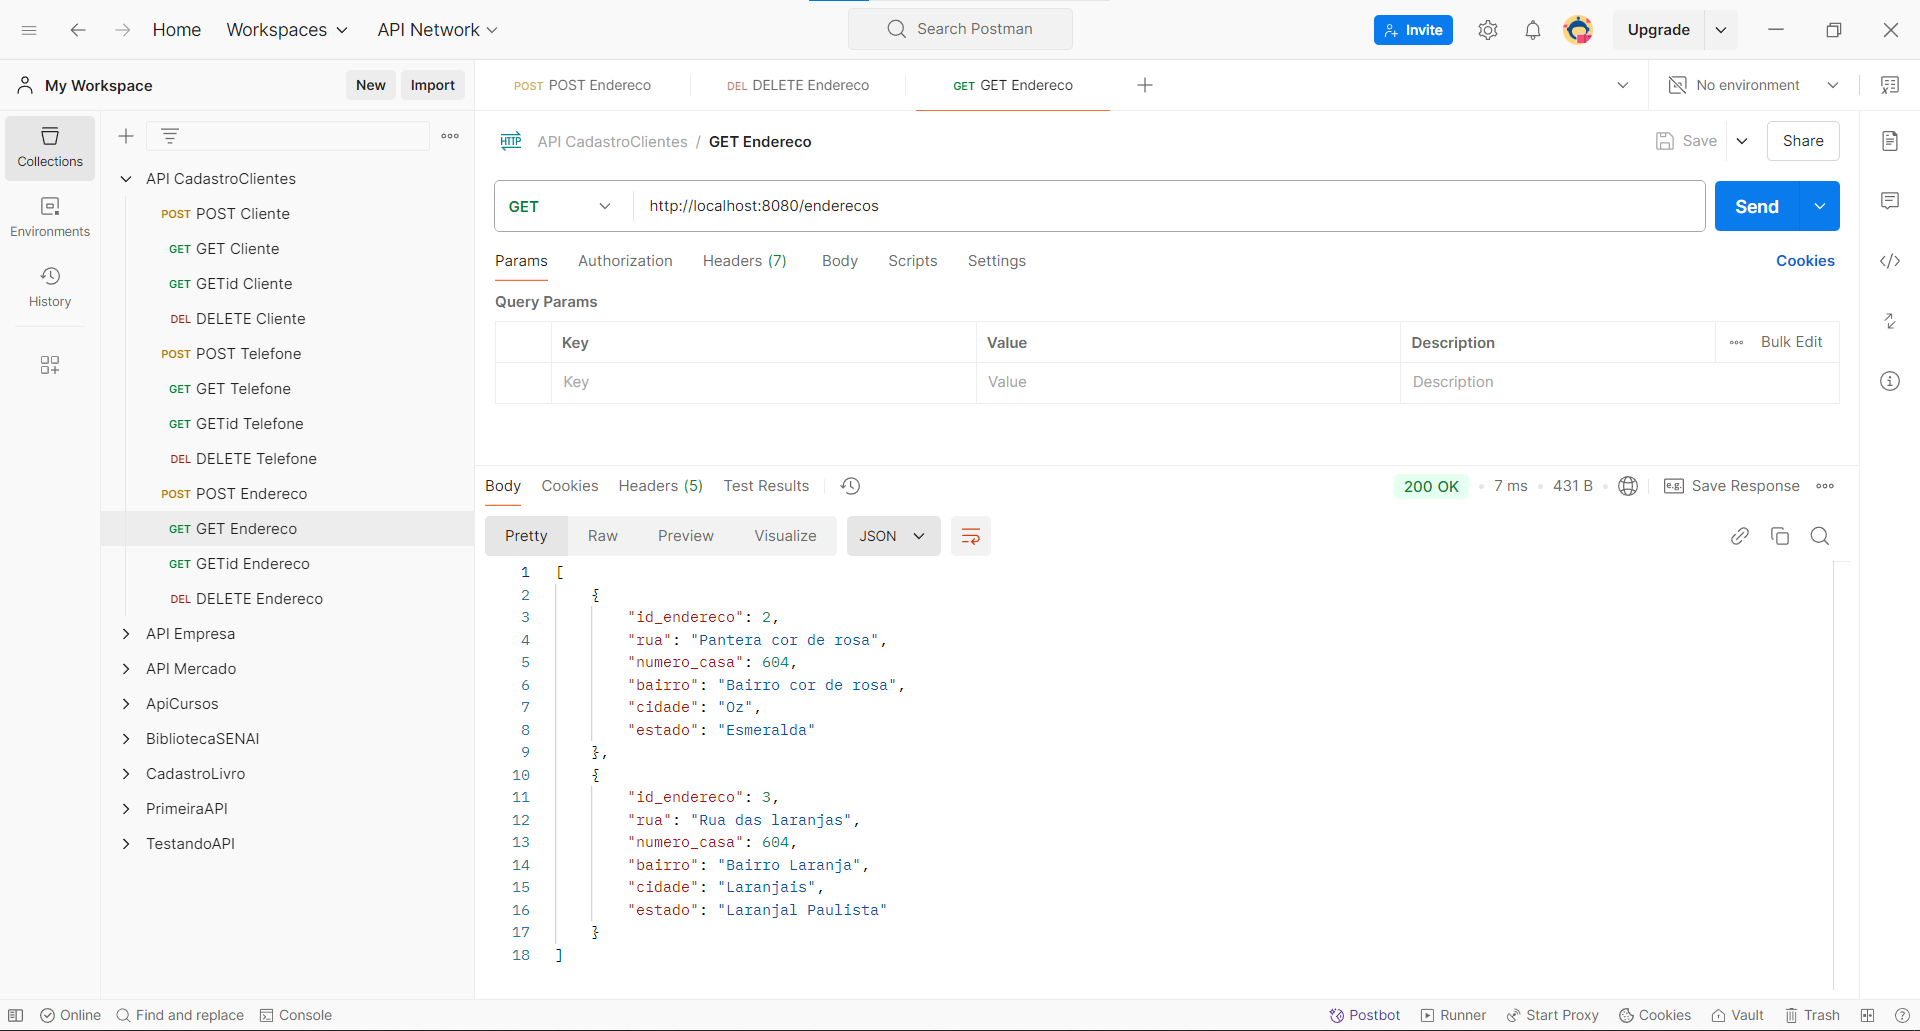 Home Workspaces API Network Search Postman Invite Upgrade
My Workspace New Import POST POST Endereco DEL DELETE Endereco GET GET Endereco No environment
Collections
Environments
History
API CadastroClientes
POST POST Cliente
GET GET Cliente
GET GETid Cliente
DEL DELETE Cliente
POST POST Telefone
GET GET Telefone
GET GETid Telefone
DEL DELETE Telefone
POST POST Endereco
GET GET Endereco
GET GETid Endereco
DEL DELETE Endereco
API Empresa
API Mercado
ApiCursos
BibliotecaSENAI
CadastroLivro
PrimeiraAPI
TestandoAPI
HTTP API CadastroClientes / GET Endereco Save Share
GET http://localhost:8080/enderecos Send
Params Authorization Headers (7) Body Scripts Settings Cookies
Query Params
Key Value Description Bulk Edit
Key Value Description
Body Cookies Headers (5) Test Results 200 OK 7 ms 431 B e.g. Save Response
Pretty Raw Preview Visualize JSON
1 [
2 {
3 "id_endereco": 2,
4 "rua": "Pantera cor de rosa",
5 "numero_casa": 604,
6 "bairro": "Bairro cor de rosa",
7 "cidade": "Oz",
8 "estado": "Esmeralda"
9 },
10 {
11 "id_endereco": 3,
12 "rua": "Rua das laranjas",
13 "numero_casa": 604,
14 "bairro": "Bairro Laranja",
15 "cidade": "Laranjais",
16 "estado": "Laranjal Paulista"
17 }
18 ]
Online Find and replace Console Postbot Runner Start Proxy Cookies Vault Trash